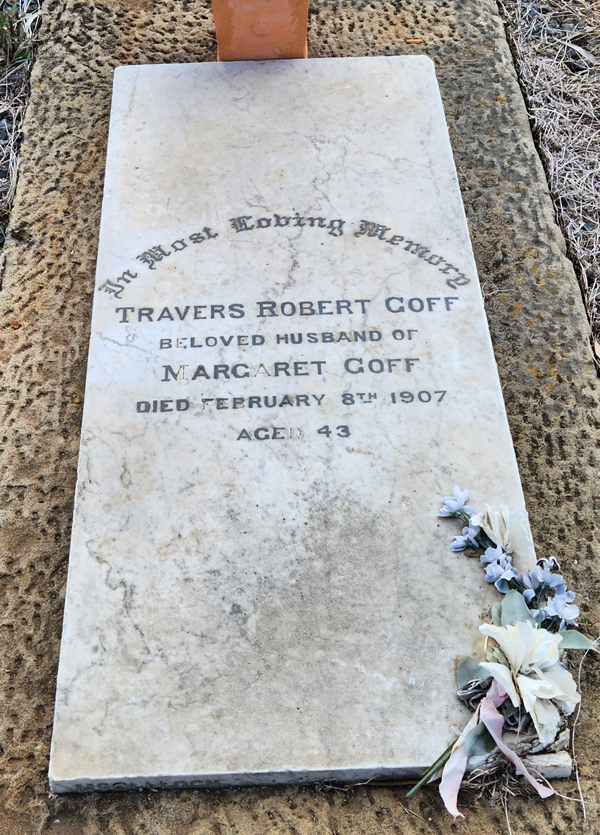 In Most Loving Memory
TRAVERS ROBERT GOFF
BELOVED HUSBAND OF
MARGARET GOFF
DIED FEBRUARY 8TH 1907
AGED 43